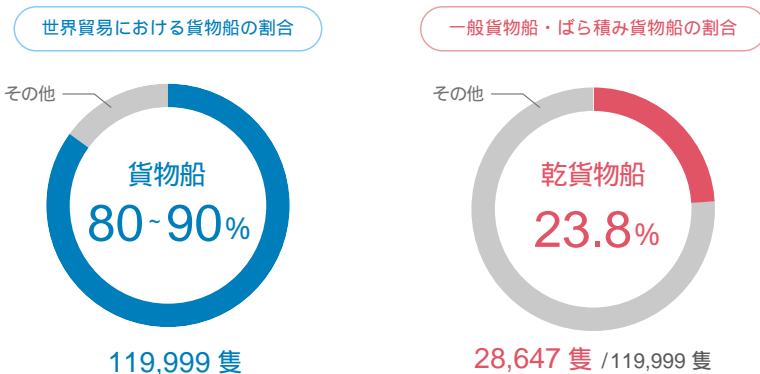 世界貿易における貨物船の割合
その他
貨物船
80~90%
119,999 隻
一般貨物船・ばら積み貨物船の割合
その他
乾貨物船
23.8%
28,647 隻 /119,999 隻